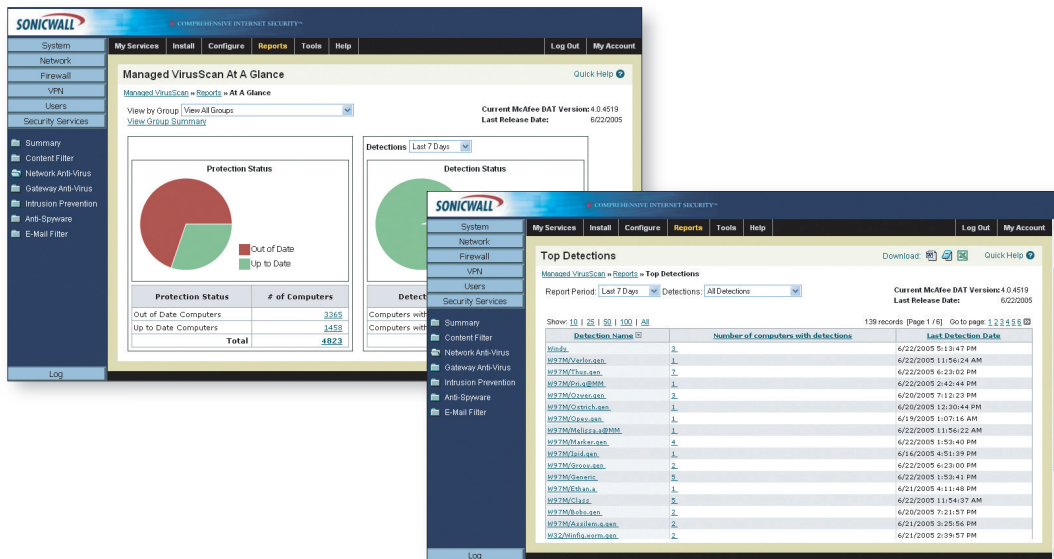 SONICWALL
COMPREHENSIVE INTERNET SECURITY™
System
Network
Firewall
VPN
Users
Security Services
Summary
Content Filter
Network Anti-Virus
Gateway Anti-Virus
Intrusion Prevention
Anti-Spyware
E-Mail Filter
Log
My Services Install Configure Reports Tools Help Log Out My Account
Managed VirusScan At A Glance Quick Help
Managed VirusScan » Reports » At A Glance
View by Group View All Groups
View Group Summary
Current McAfee DAT Version: 4.0.4519
Last Release Date: 6/22/2005
Protection Status
Out of Date
Up to Date
Protection Status # of Computers
Out of Date Computers 3365
Up to Date Computers 1458
Total 4823
Detections Last 7 Days
Detection Status
Detect
Computers with
Computers with
SONICWALL
COMPREHENSIVE INTERNET SECURITY™
System
Network
Firewall
VPN
Users
Security Services
Summary
Content Filter
Network Anti-Virus
Gateway Anti-Virus
Intrusion Prevention
Anti-Spyware
E-Mail Filter
Log
My Services Install Configure Reports Tools Help Log Out My Account
Top Detections Download: Quick Help
Managed VirusScan » Reports » Top Detections
Report Period: Last 7 Days Detections: All Detections
Current McAfee DAT Version: 4.0.4519
Last Release Date: 6/22/2005
Show: 10 | 25 | 50 | 100 | All 139 records [Page 1 / 6] Go to page: 1 2 3 4 5 6
Detection Name Number of computers with detections Last Detection Date
Windy 3 6/22/2005 5:13:47 PM
W97M/Verlor.gen 1 6/22/2005 11:56:24 AM
W97M/Thus.gen 7 6/22/2005 6:23:02 PM
W97M/Pri.q@MM 1 6/22/2005 2:42:44 PM
W97M/Ozwer.gen 3 6/20/2005 7:12:23 PM
W97M/Ostrich.gen 1 6/20/2005 12:30:44 PM
W97M/Opey.gen 1 6/19/2005 1:07:16 AM
W97M/Melissa.a@MM 1 6/22/2005 11:56:22 AM
W97M/Marker.gen 4 6/22/2005 1:53:40 PM
W97M/Ipid.gen 1 6/16/2005 4:51:39 PM
W97M/Groov.gen 2 6/22/2005 6:23:00 PM
W97M/Generic 5 6/22/2005 1:53:41 PM
W97M/Ethan.a 1 6/21/2005 4:11:48 PM
W97M/Class 5 6/22/2005 11:54:37 AM
W97M/Bobo.gen 2 6/20/2005 7:21:57 PM
W97M/Assilem.g.gen 2 6/21/2005 3:25:56 PM
W32/Winfig.worm.gen 2 6/21/2005 2:39:57 PM